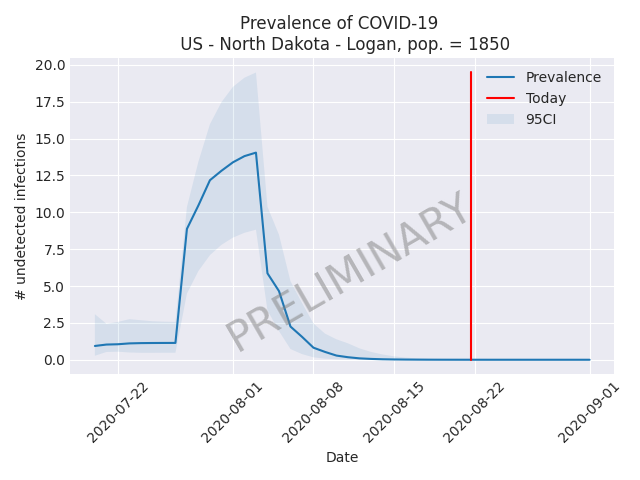 Prevalence of COVID-19
US - North Dakota - Logan, pop. = 1850
20.0
17.5
15.0
12.5
10.0
7.5
5.0
2.5
0.0
# undetected infections
Prevalence
Today
95CI
PRELIMINARY
2020-07-22
2020-08-01
2020-08-08
2020-08-15
2020-08-22
2020-09-01
Date